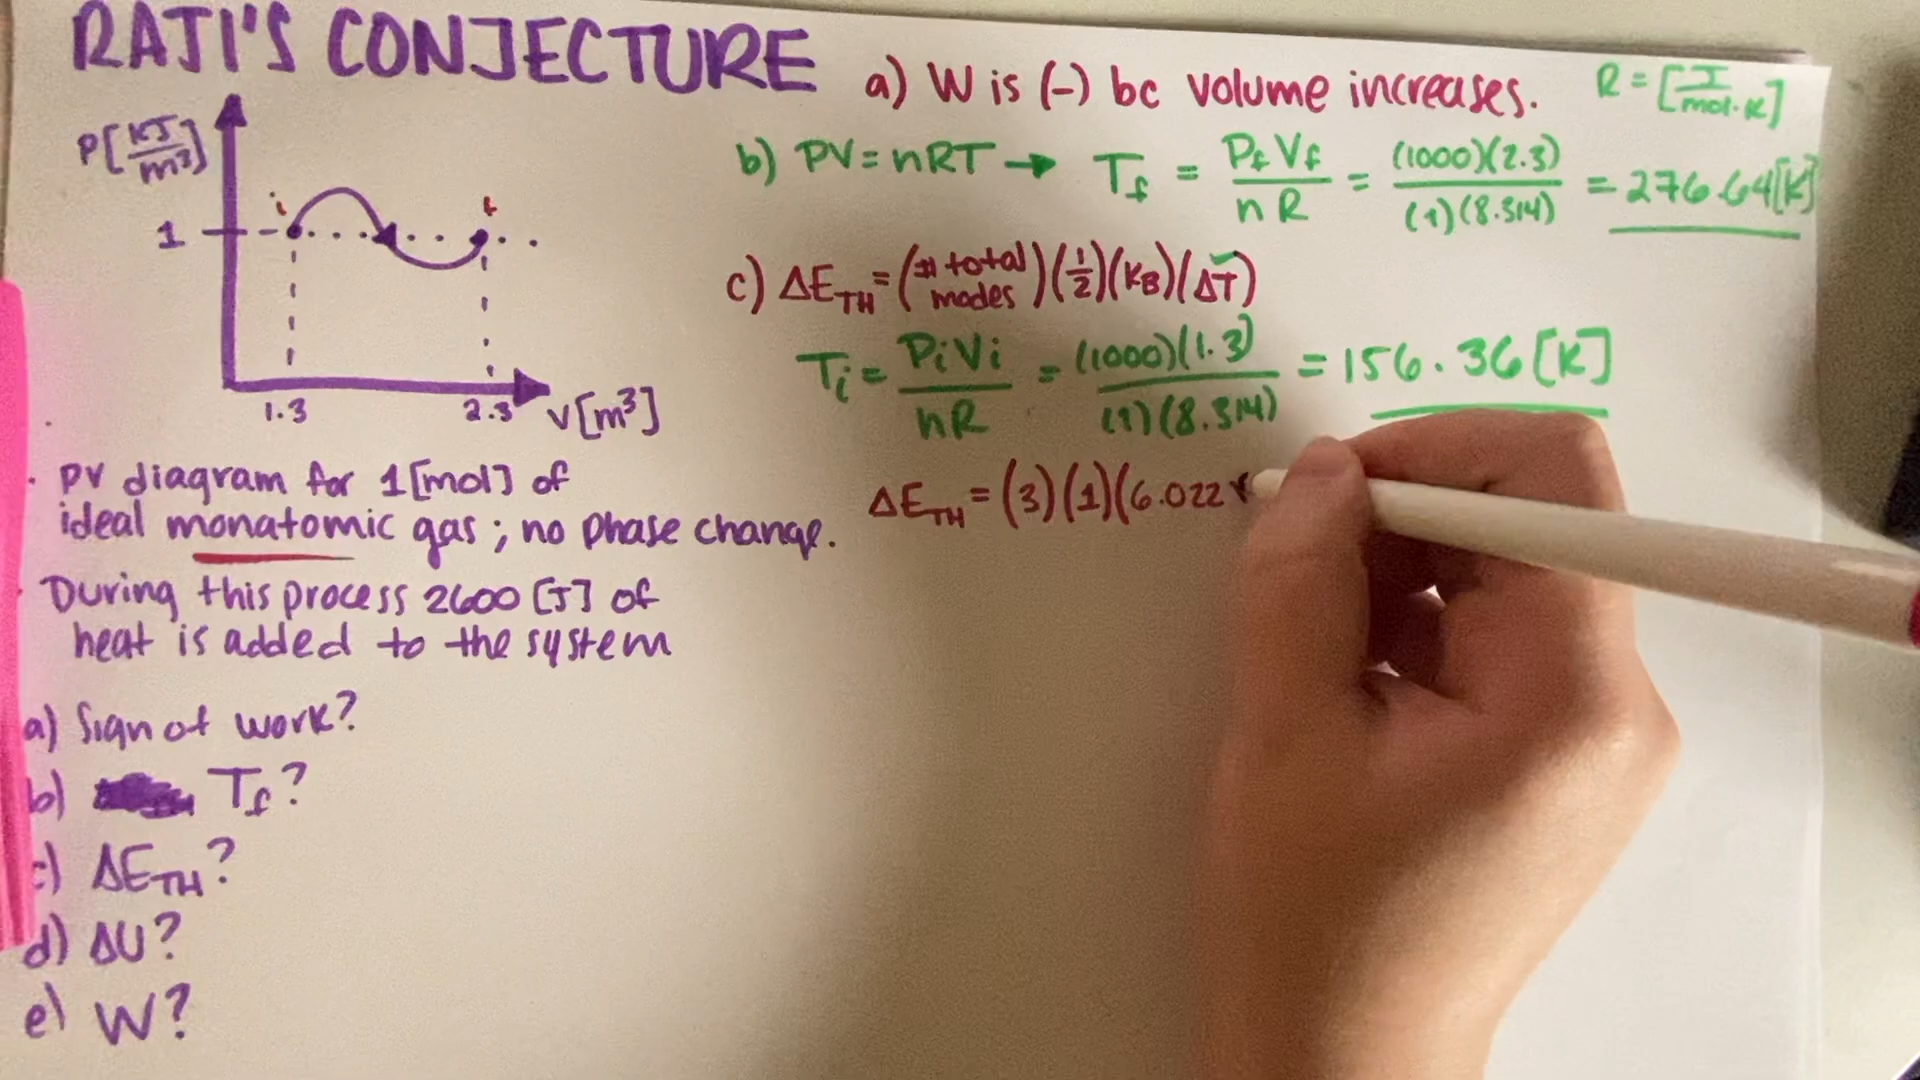 RAJI'S CONJECTURE
P[KJ/m³]
i
f
1
1.3
2.3
V[m³]
· PV diagram for 1[mol] of
ideal monatomic gas; no phase change.
· During this process 2600 [J] of
heat is added to the system
a) Sign of work?
b) Tf?
c) ΔETH?
d) ΔU?
e) W?
a) W is (-) bc volume increases.
R = [J/mol·K]
b) PV = nRT → Tf = PfVf/nR = (1000)(2.3)/(1)(8.314) = 276.64[K]
c) ΔETH = (# total modes)(1/2)(KB)(ΔT)
Ti = PiVi/nR = (1000)(1.3)/(1)(8.314) = 156.36[K]
ΔETH = (3)(1)(6.022